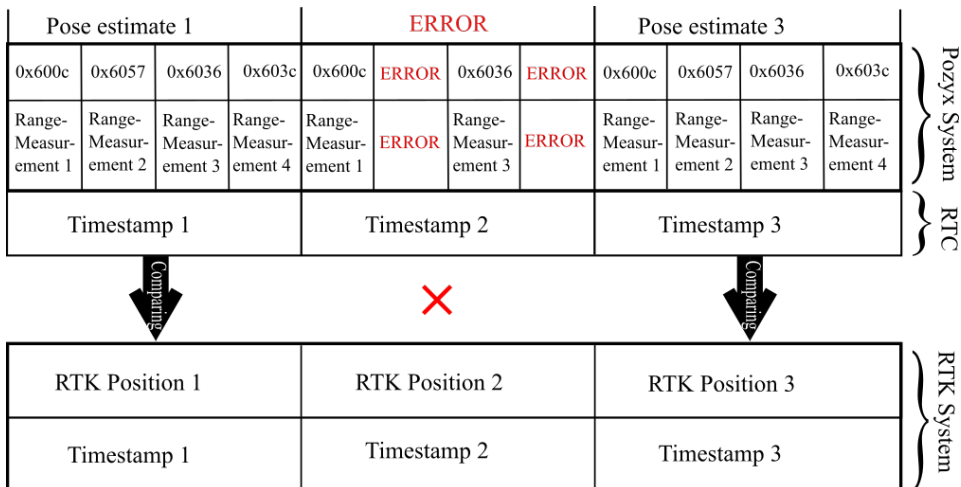 Pose estimate 1 ERROR Pose estimate 3
0x600c 0x6057 0x6036 0x603c 0x600c ERROR 0x6036 ERROR 0x600c 0x6057 0x6036 0x603c
Range- Range- Range- Range- Range- Range- Range- Range- Range- Range-
Measur- Measur- Measur- Measur- Measur- ERROR Measur- ERROR Measur- Measur- Measur- Measur-
ement 1 ement 2 ement 3 ement 4 ement 1 ement 3 ement 1 ement 2 ement 3 ement 4
Pozyx System
Timestamp 1 Timestamp 2 Timestamp 3
RTC
Comparing Comparing
RTK Position 1 RTK Position 2 RTK Position 3
Timestamp 1 Timestamp 2 Timestamp 3
RTK System